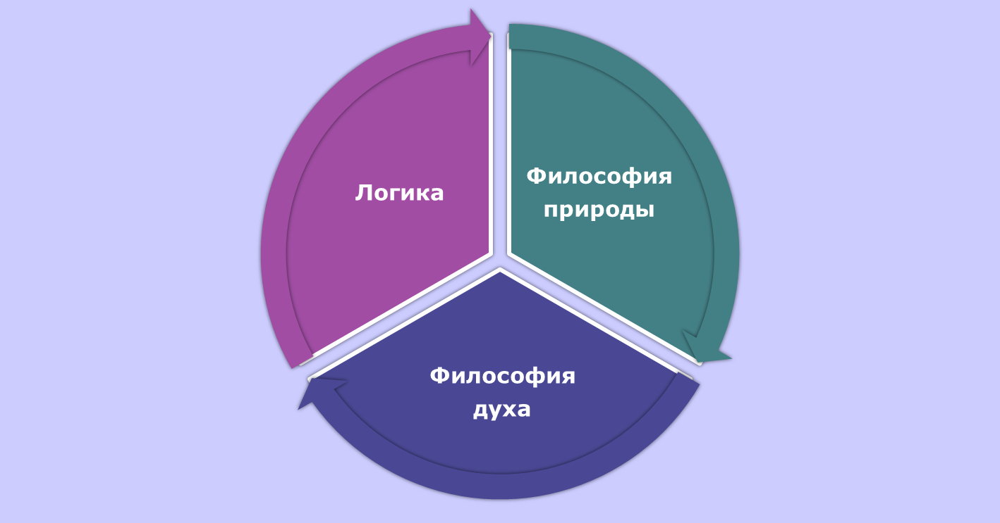 Логика
Философия
природы
Философия
духа